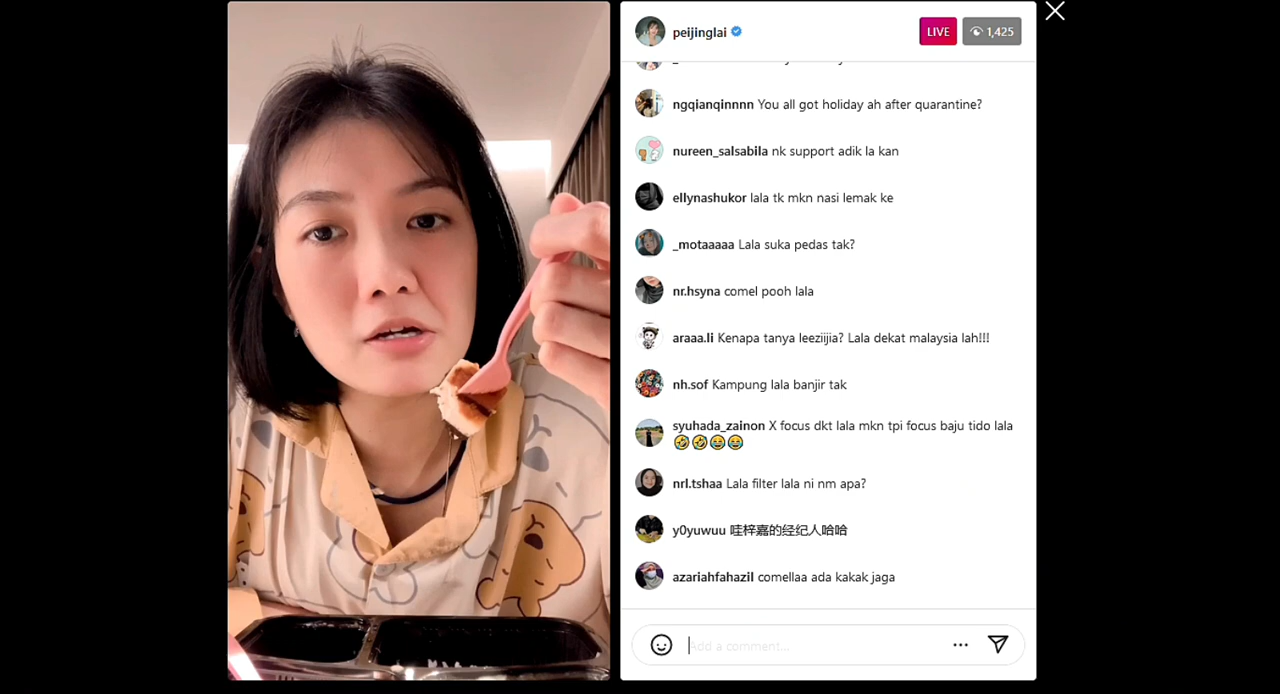 peijinglai
LIVE
1,425
ngqianqinnnn You all got holiday ah after quarantine?
nureen_salsabila nk support adik la kan
ellynashukor lala tk mkn nasi lemak ke
_motaaaaa Lala suka pedas tak?
nr.hsyna comel pooh lala
araaa.li Kenapa tanya leeziijia? Lala dekat malaysia lah!!!
nh.sof Kampung lala banjir tak
syuhada_zainon X focus dkt lala mkn tpi focus baju tido lala
🤣🤣😂😂
nrl.tshaa Lala filter lala ni nm apa?
y0yuwuu 哇梓嘉的经纪人哈哈
azariahfahazil comellaa ada kakak jaga
Add a comment...